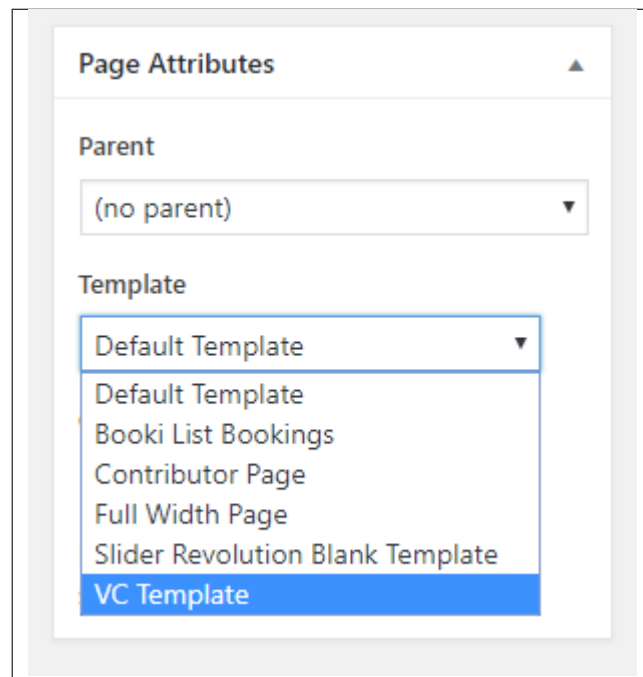 Page Attributes
Parent
(no parent)
Template
Default Template
Default Template
Booki List Bookings
Contributor Page
Full Width Page
Slider Revolution Blank Template
VC Template